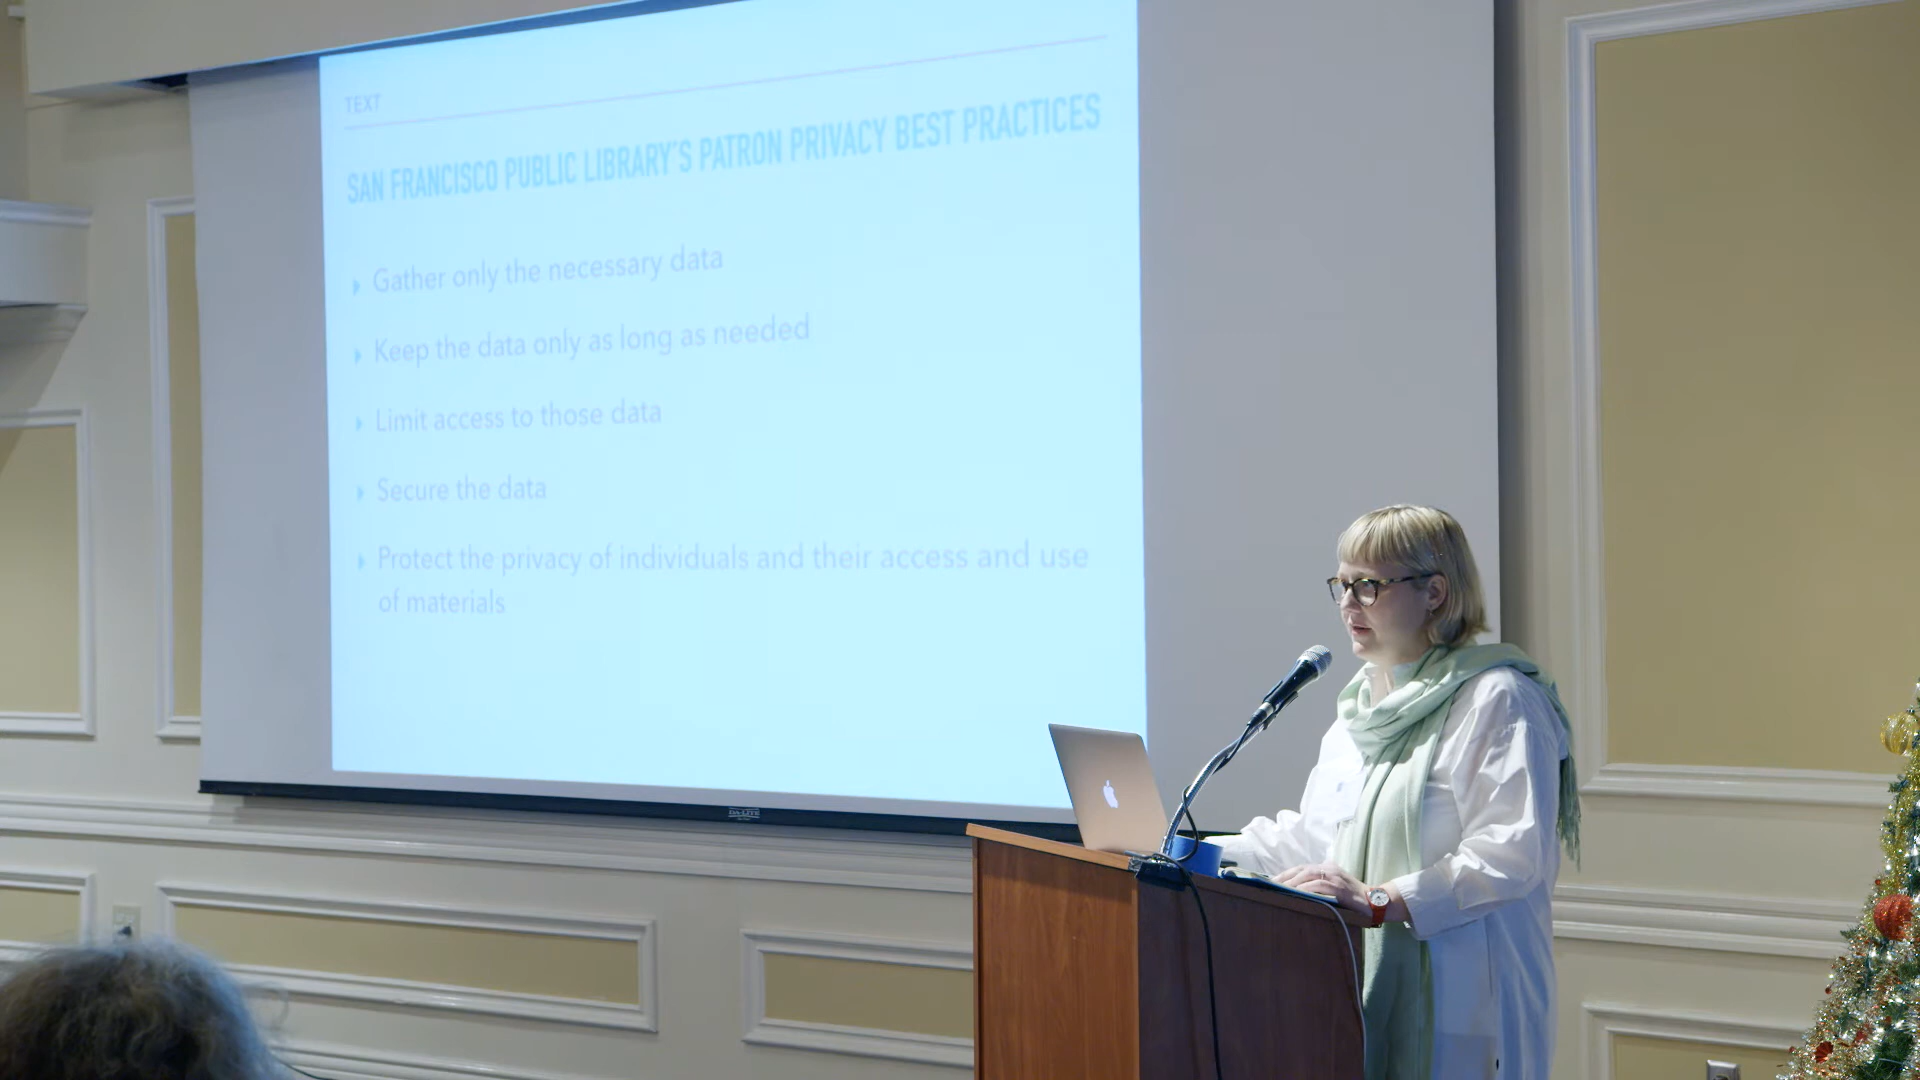 TEXT
SAN FRANCISCO PUBLIC LIBRARY'S PATRON PRIVACY BEST PRACTICES
Gather only the necessary data
Keep the data only as long as needed
Limit access to those data
Secure the data
Protect the privacy of individuals and their access and use
of materials
DA-LITE